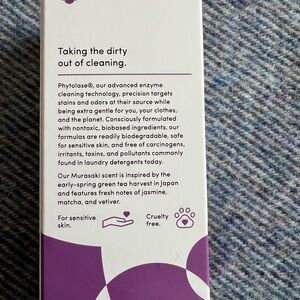 Taking the dirty
out of cleaning.
Phytolase®, our advanced enzyme
cleaning technology, precision targets
stains and odors at their source while
being extra gentle for you, your clothes,
and the planet. Consciously formulated
with nontoxic, biobased ingredients, our
formulas are readily biodegradable, safe
for sensitive skin, and free of carcinogens,
irritants, toxins, and pollutants commonly
found in laundry detergents today.
Our Murasaki scent is inspired by the
early-spring green tea harvest in Japan
and features fresh notes of jasmine,
matcha, and vetiver.
For sensitive
skin.
Cruelty
free.